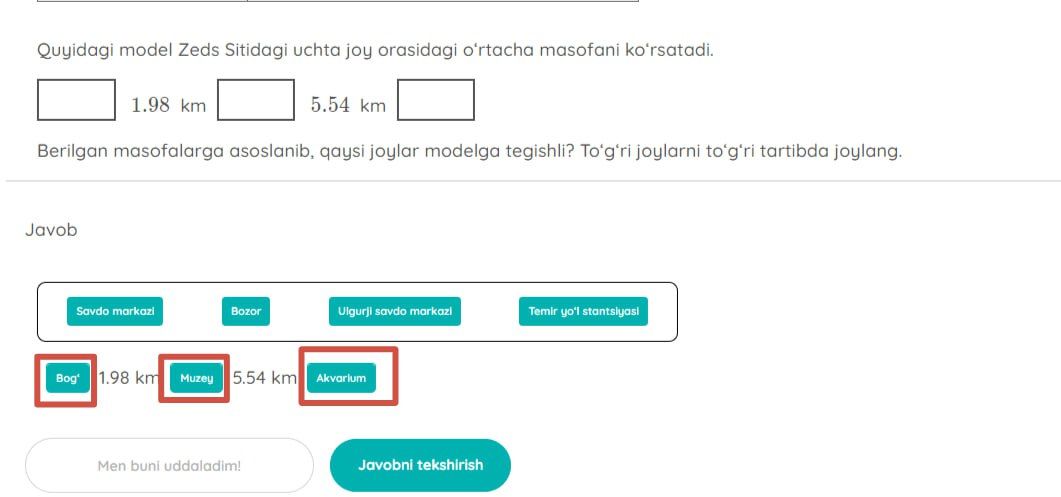 Quyidagi model Zeds Sitidagi uchta joy orasidagi o‘rtacha masofani ko‘rsatadi.
1.98 km 5.54 km
Berilgan masofalarga asoslanib, qaysi joylar modelga tegishli? To‘g‘ri joylarni to‘g‘ri tartibda joylang.
Javob
Savdo markazi Bozor Ulgurji savdo markazi Temir yo‘l stantsiyasi
Bog‘ 1.98 km Muzey 5.54 km Akvarium
Men buni uddaladim! Javobni tekshirish